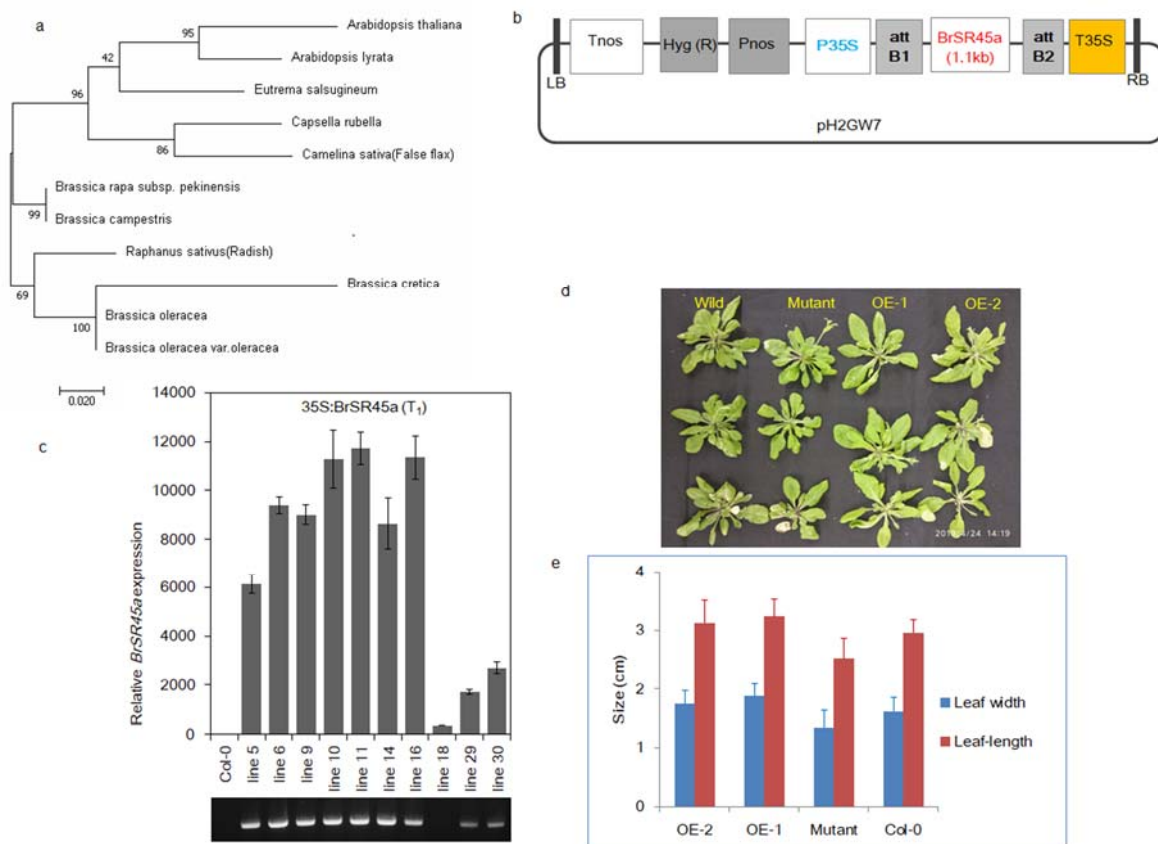 a
Arabidopsis thaliana
95
Arabidopsis lyrata
42
Eutrema salsugineum
96
Capsella rubella
86
Camelina sativa(False flax)
Brassica rapa subsp. pekinensis
99
Brassica campestris
Raphanus sativus(Radish)
69
Brassica cretica
Brassica oleracea
100
Brassica oleracea var.oleracea
0.020
b
LB
Tnos
Hyg (R)
Pnos
P35S
att
B1
BrSR45a
(1.1kb)
att
B2
T35S
RB
pH2GW7
c
35S:BrSR45a (T1)
Relative BrSR45a expression
14000
12000
10000
8000
6000
4000
2000
0
Col-0
line 5
line 6
line 9
line 10
line 11
line 14
line 16
line 18
line 29
line 30
d
Wild
Mutant
OE-1
OE-2
14:19
e
Size (cm)
4
3
2
1
0
OE-2
OE-1
Mutant
Col-0
Leaf width
Leaf-length